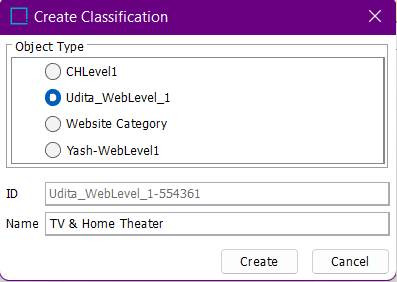 Create Classification
Object Type
CHLevel1
Udita_WebLevel_1
Website Category
Yash-WebLevel1
ID Udita_WebLevel_1-554361
Name TV & Home Theater
Create Cancel